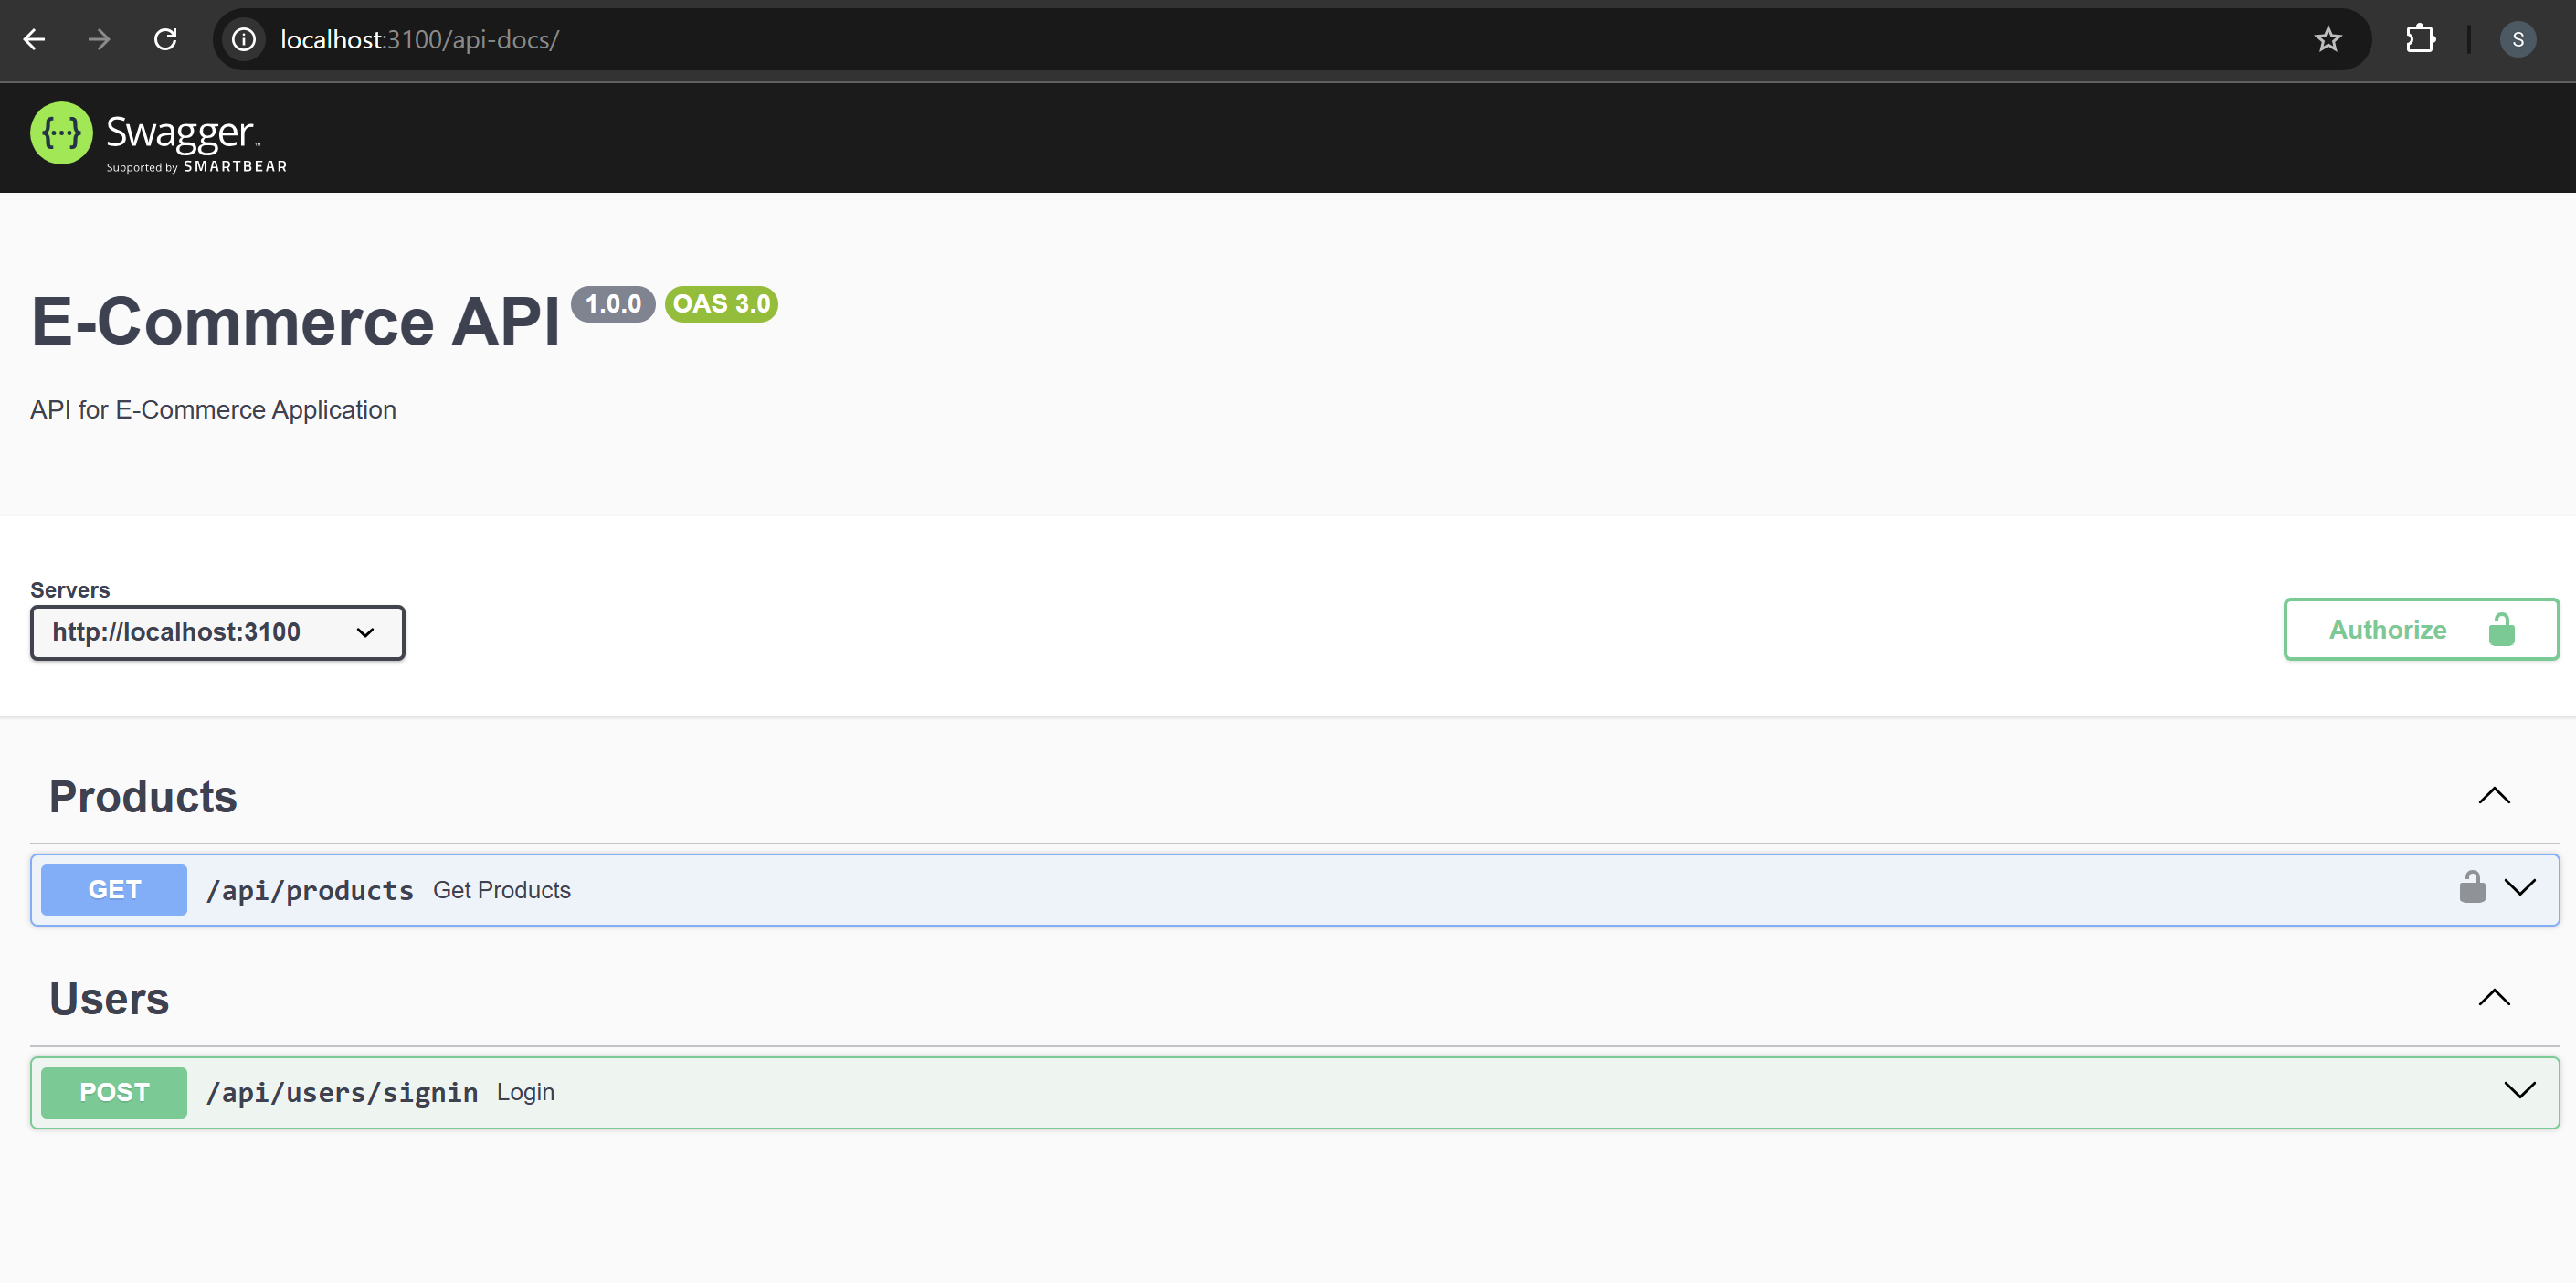 localhost:3100/api-docs/
S
{...} Swagger™
Supported by SMARTBEAR
E-Commerce API 1.0.0 OAS 3.0
API for E-Commerce Application
Servers
http://localhost:3100
Authorize
Products
GET /api/products Get Products
Users
POST /api/users/signin Login